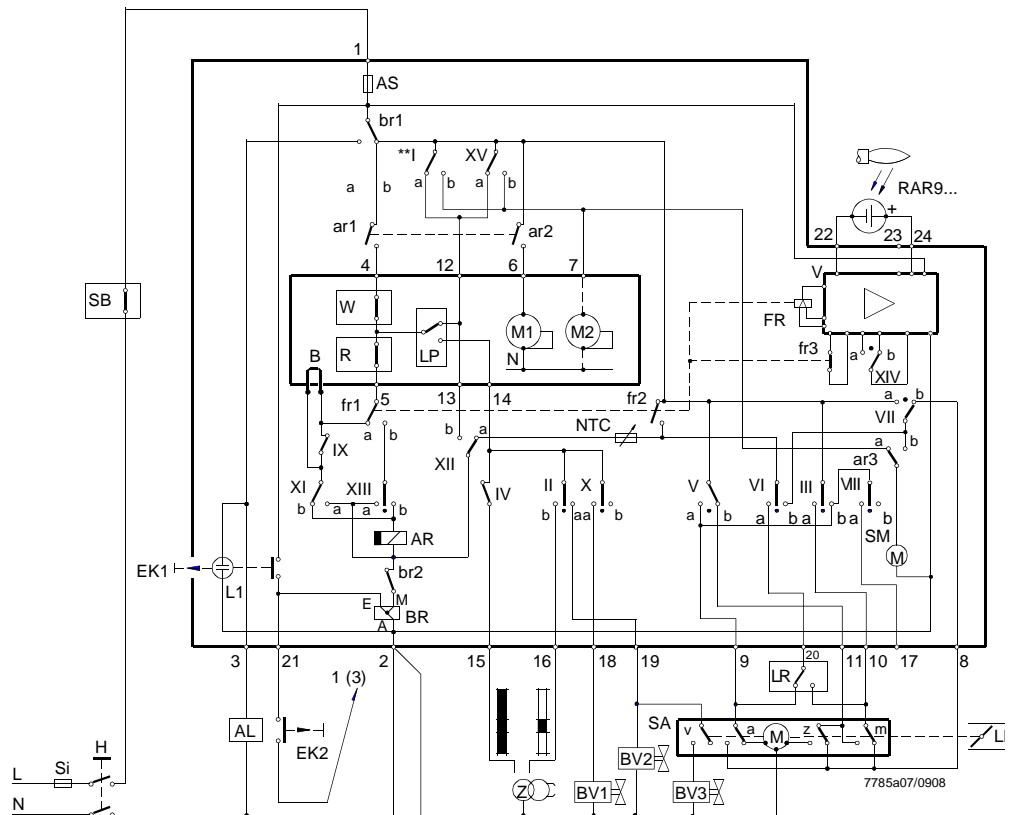 1
AS
br1
**I
XV
a b
a b
a b
RAR9...
+
ar1
ar2
22 23 24
4 12 6 7
V
SB
W
M1
M2
FR
R
LP
N
B
fr3
a b
XIV
fr1
5 13 14
fr2
a b
VII
a b
b a
NTC
b
a
IX
XII
ar3
XI
XIII
IV
II
X
V
VI
III
VIII
b a
a b
b
aa
b
a b
a b
a
b a
b
SM
AR
M
EK1
L1
br2
E
M
BR
A
3 21 2 15 16 18 19 9 20 11 10 17 8
1 (3)
LR
AL
EK2
SA
v
a
M
z
m
L
H
BV2
L
Si
Z
BV1
BV3
7785a07/0908
N